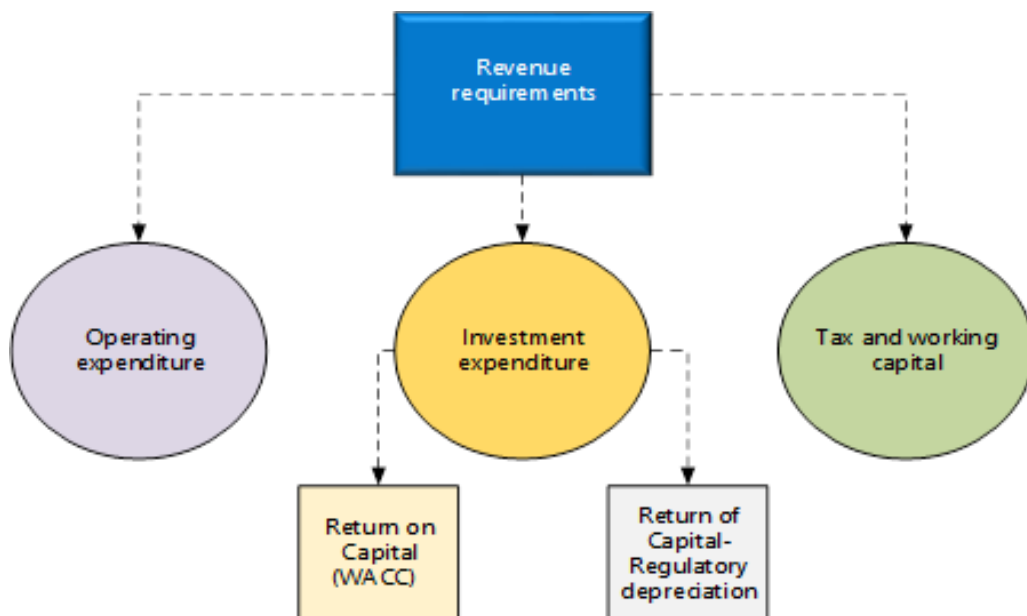 Revenue
requirements
Operating
expenditure
Investment
expenditure
Tax and working
capital
Return on
Capital
(WACC)
Return of
Capital-
Regulatory
depreciation